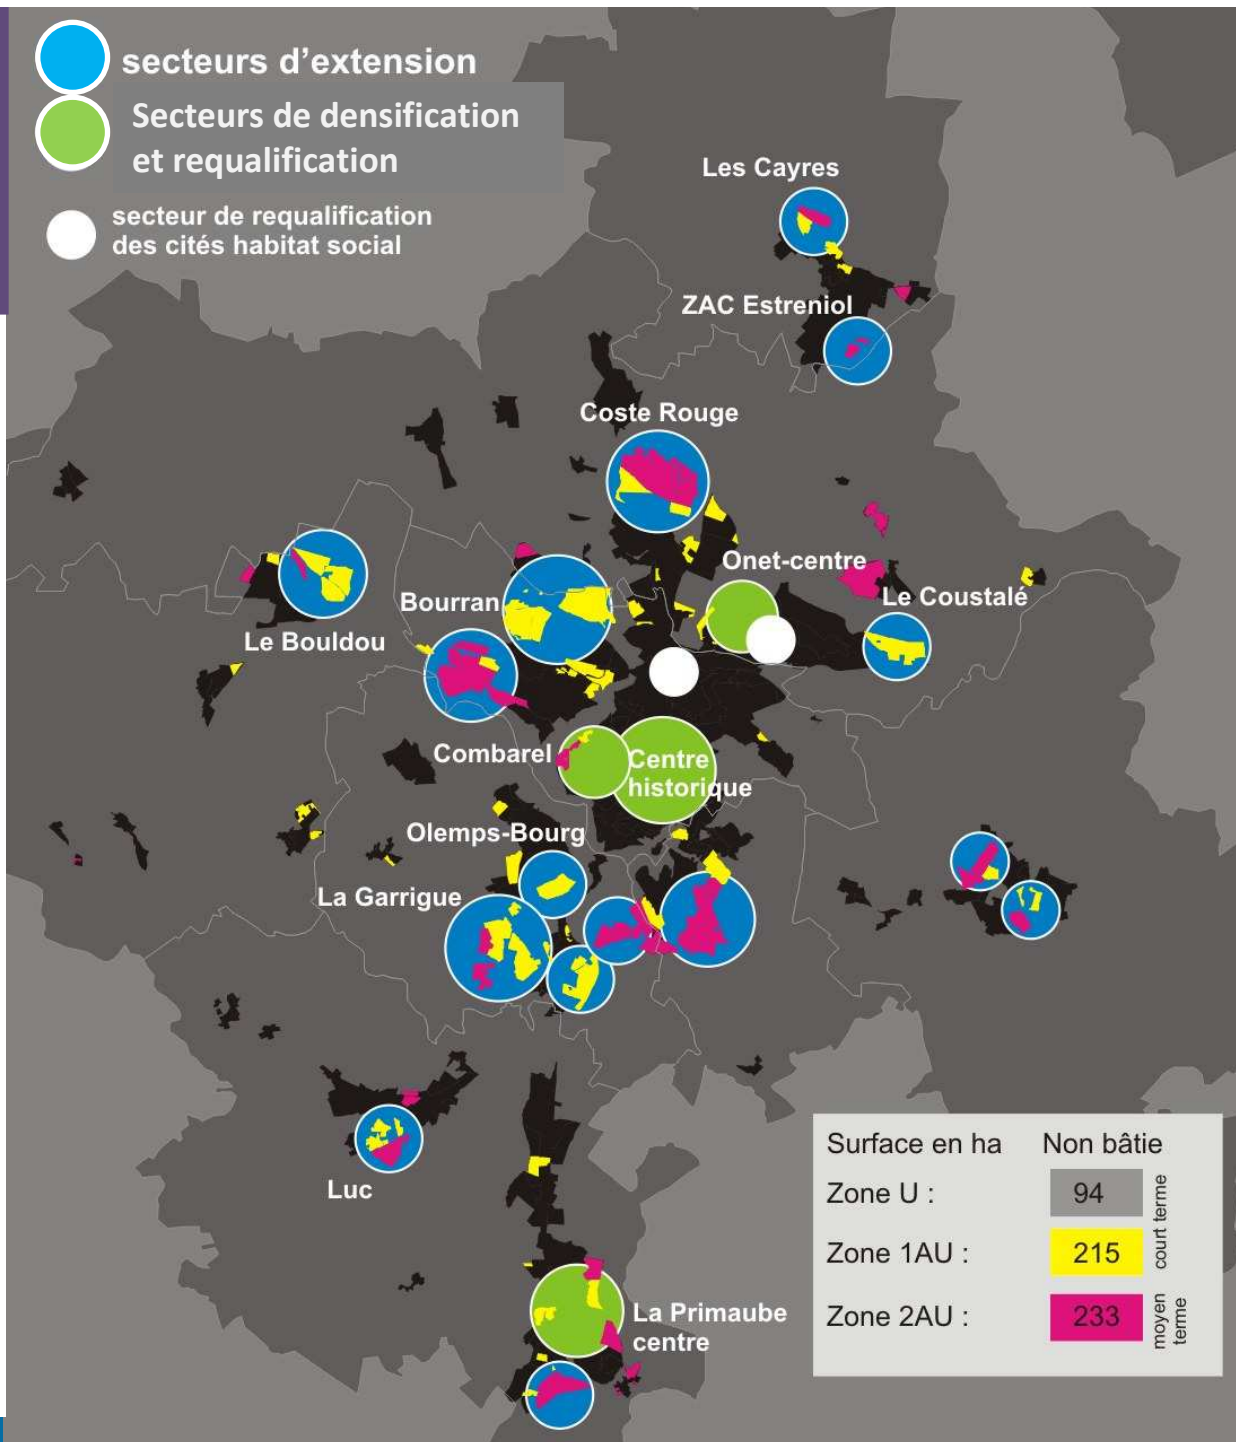 secteurs d'extension
Secteurs de densification
et requalification
secteur de requalification
des cités habitat social
Les Cayres
ZAC Estreniol
Coste Rouge
Onet-centre
Le Coustalé
Bourran
Le Bouldou
Combarel
Centre
historique
Olemps-Bourg
La Garrigue
Luc
La Primaube
centre
Surface en ha Non bâtie
Zone U : 94
Zone 1AU : 215
court terme
Zone 2AU : 233
moyen
terme